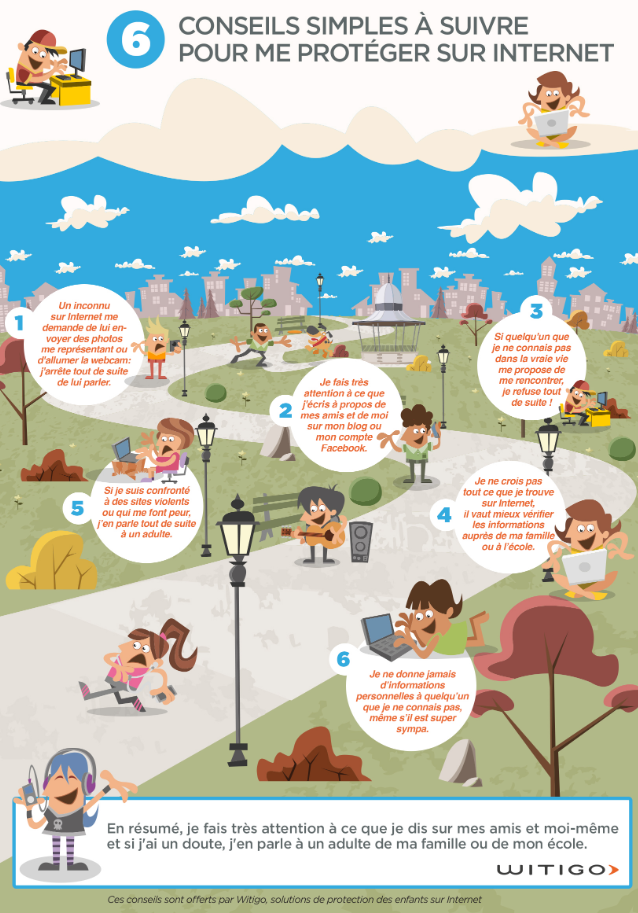 6
CONSEILS SIMPLES À SUIVRE
POUR ME PROTÉGER SUR INTERNET
1
Un inconnu
sur Internet me
demande de lui en-
voyer des photos
me représentant ou
d'allumer la webcam:
j'arrête tout de suite
de lui parler.
2
Je fais très
attention à ce que
j'écris à propos de
mes amis et de moi
sur mon blog ou
mon compte
Facebook.
3
Si quelqu'un que
je ne connais pas
dans la vraie vie
me propose de
me rencontrer,
je refuse tout
de suite !
4
Je ne crois pas
tout ce que je trouve
sur Internet,
il vaut mieux vérifier
les informations
auprès de ma famille
ou à l'école.
5
Si je suis confronté
à des sites violents
ou qui me font peur,
j'en parle tout de suite
à un adulte.
6
Je ne donne jamais
d'informations
personnelles à quelqu'un
que je ne connais pas,
même s'il est super
sympa.
En résumé, je fais très attention à ce que je dis sur mes amis et moi-même
et si j'ai un doute, j'en parle à un adulte de ma famille ou de mon école.
WITIGO
Ces conseils sont offerts par Witigo, solutions de protection des enfants sur Internet